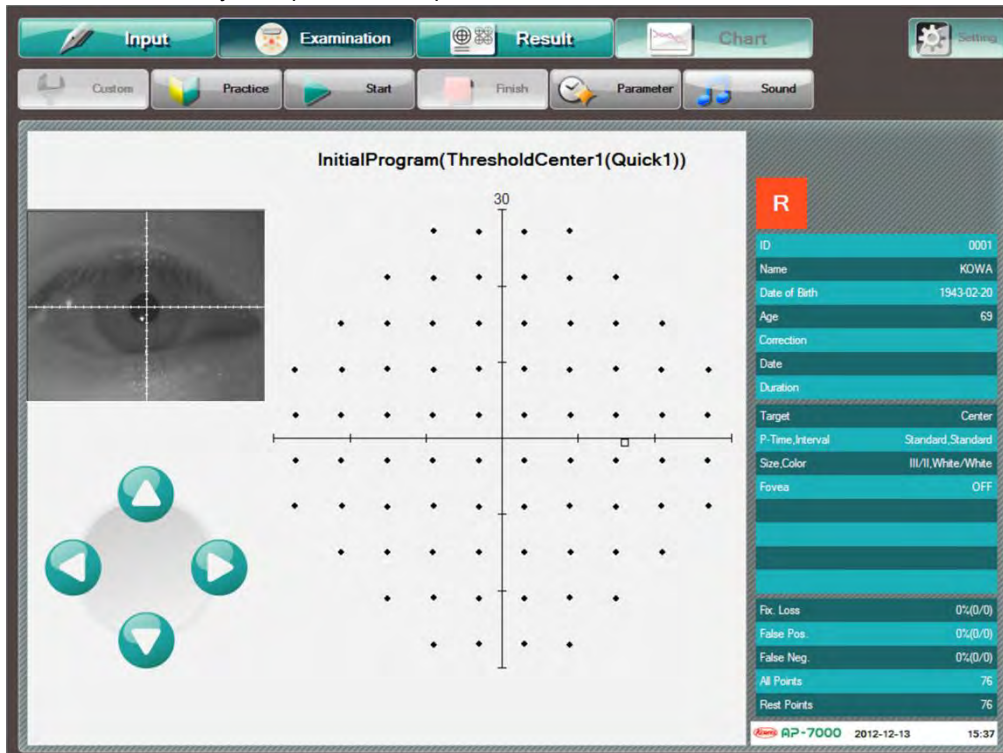 Input Examination Result Chart Setting
Custom Practice Start Finish Parameter Sound
InitialProgram(ThresholdCenter1(Quick1))
30
R
ID 0001
Name KOWA
Date of Birth 1943-02-20
Age 69
Correction
Date
Duration
Target Center
P-Time,Interval Standard,Standard
Size,Color III/II,White/White
Fovea OFF
Fix. Loss 0%(0/0)
False Pos. 0%(0/0)
False Neg. 0%(0/0)
All Points 76
Rest Points 76
Kowa AP-7000 2012-12-13 15:37